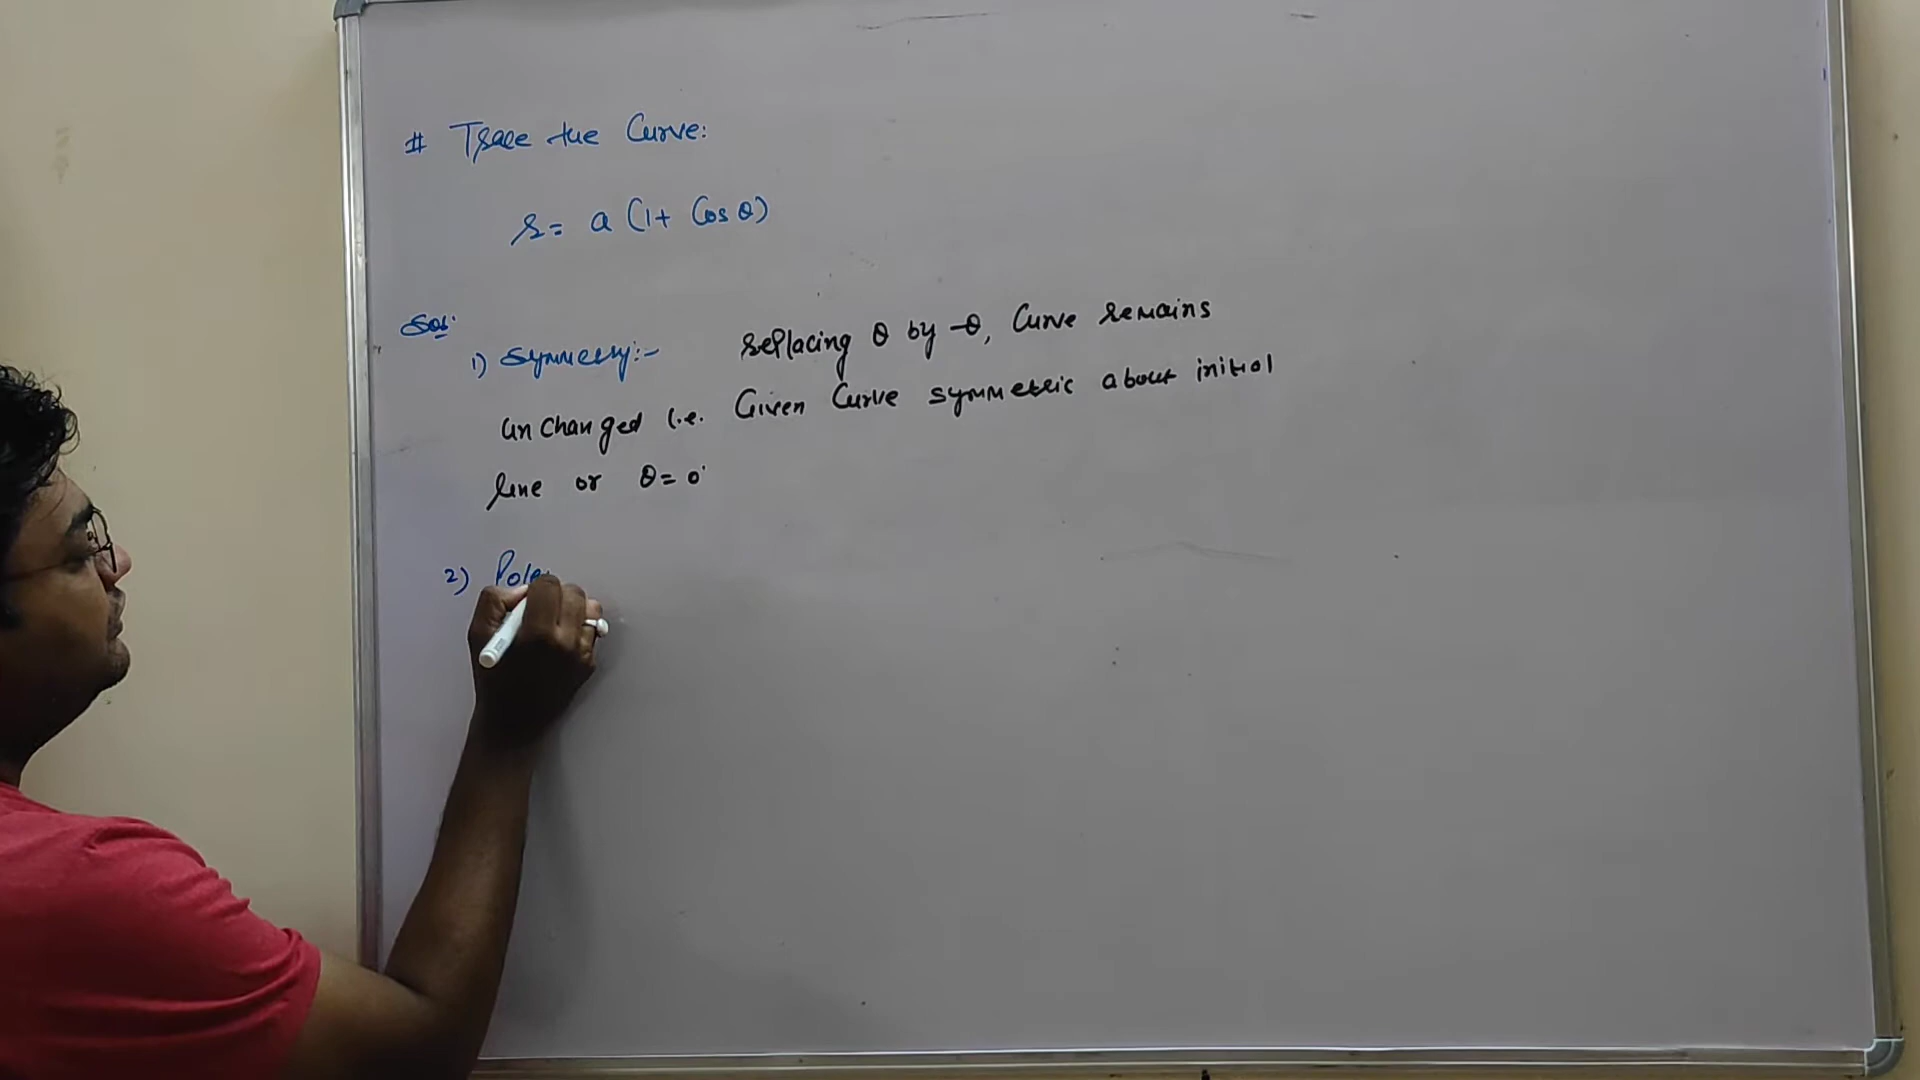 # Trace the Curve:
r = a (1 + Cos θ)
Sol.
1) Symmetry:- replacing θ by -θ, Curve remains
unchanged i.e. Given Curve symmetric about initial
line or θ = 0
2) Pole